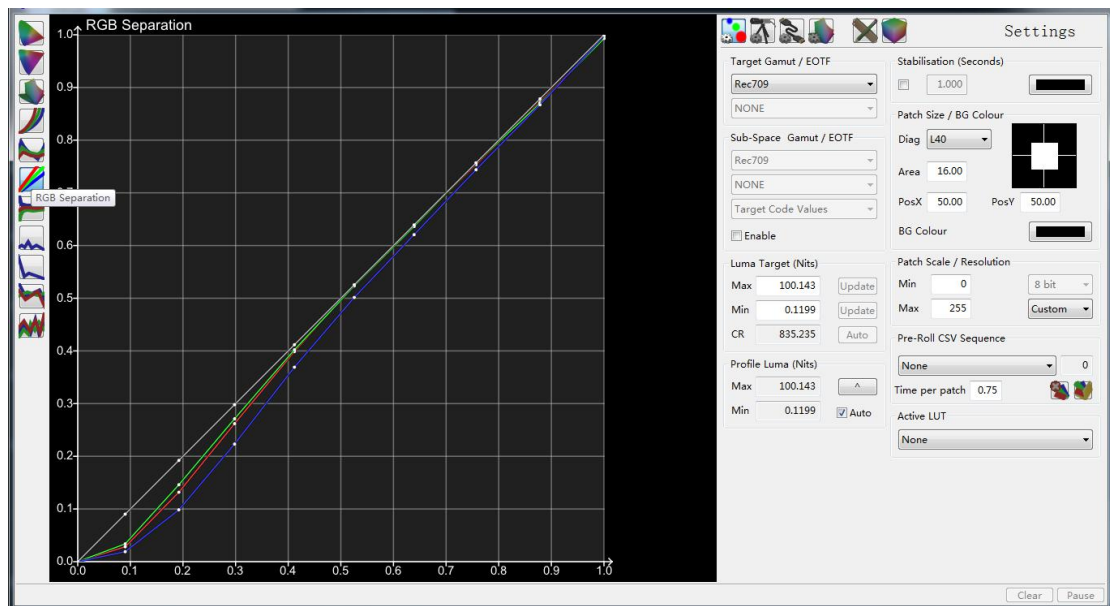 RGB Separation
Settings
1.0
0.9
0.8
0.7
RGB Separation
0.6
0.5
0.4
0.3
0.2
0.1
0.0
0.0 0.1 0.2 0.3 0.4 0.5 0.6 0.7 0.8 0.9 1.0
Target Gamut / EOTF
Rec709
NONE
Sub-Space Gamut / EOTF
Rec709
NONE
Target Code Values
Enable
Luma Target (Nits)
Max 100.143 Update
Min 0.1199 Update
CR 835.235 Auto
Profile Luma (Nits)
Max 100.143 ^
Min 0.1199 Auto
Stabilisation (Seconds)
1.000
Patch Size / BG Colour
Diag L40
Area 16.00
PosX 50.00 PosY 50.00
BG Colour
Patch Scale / Resolution
Min 0 8 bit
Max 255 Custom
Pre-Roll CSV Sequence
None 0
Time per patch 0.75
Active LUT
None
Clear Pause